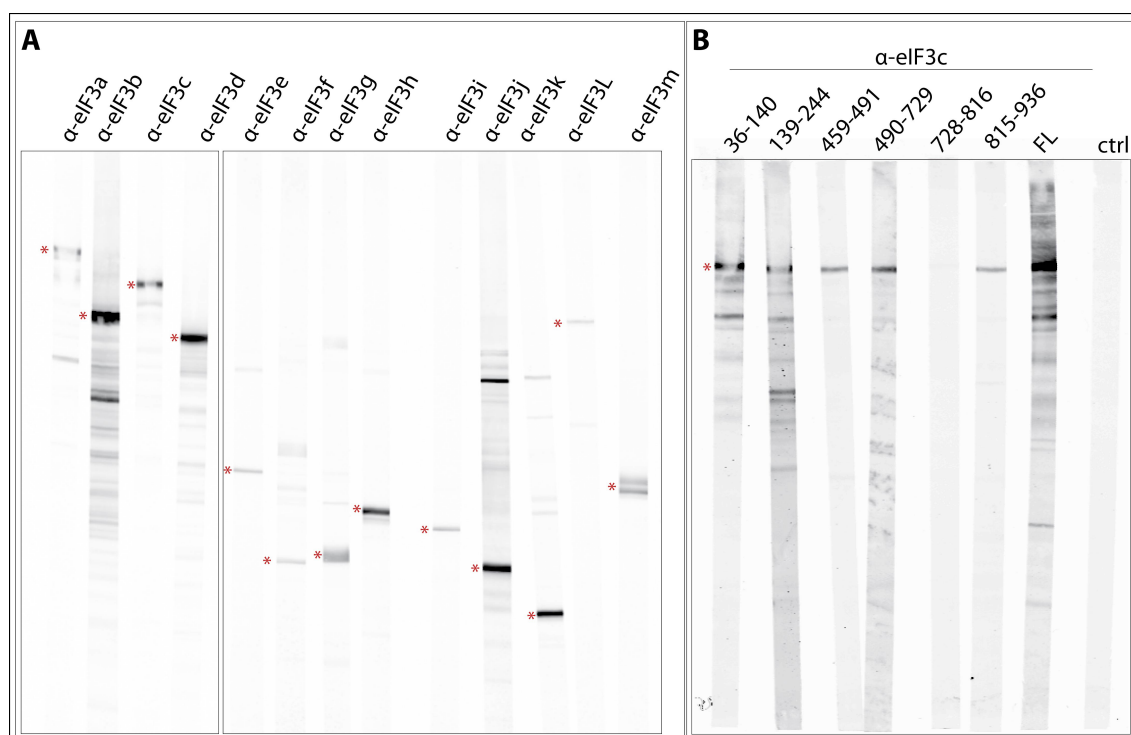 A
α-eIF3a
α-eIF3b
α-eIF3c
α-eIF3d
α-eIF3e
α-eIF3f
α-eIF3g
α-eIF3h
α-eIF3i
α-eIF3j
α-eIF3k
α-eIF3L
α-eIF3m
*
*
*
*
*
*
*
*
*
*
*
*
*
B
α-eIF3c
36-140
139-244
459-491
490-729
728-816
815-936
FL
ctrl
*